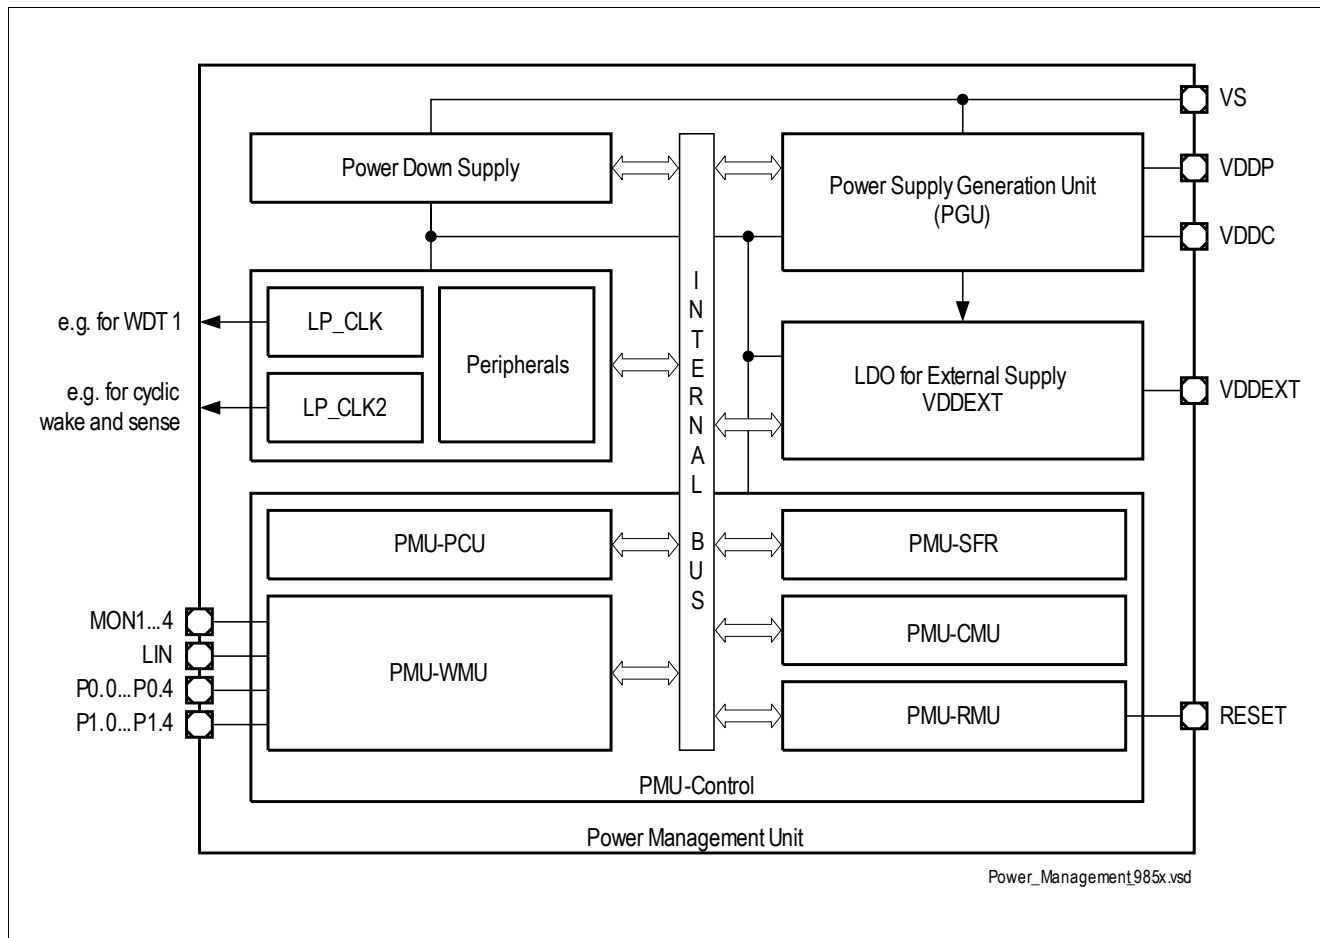 VS
Power Down Supply
Power Supply Generation Unit
(PGU)
VDDP
VDDC
e.g. for WDT 1
LP_CLK
Peripherals
e.g. for cyclic
wake and sense
LP_CLK2
INTERNAL BUS
LDO for External Supply
VDDEXT
VDDEXT
PMU-PCU
PMU-SFR
MON1...4
LIN
P0.0...P0.4
P1.0...P1.4
PMU-WMU
PMU-CMU
PMU-RMU
RESET
PMU-Control
Power Management Unit
Power_Management_985x.vsd